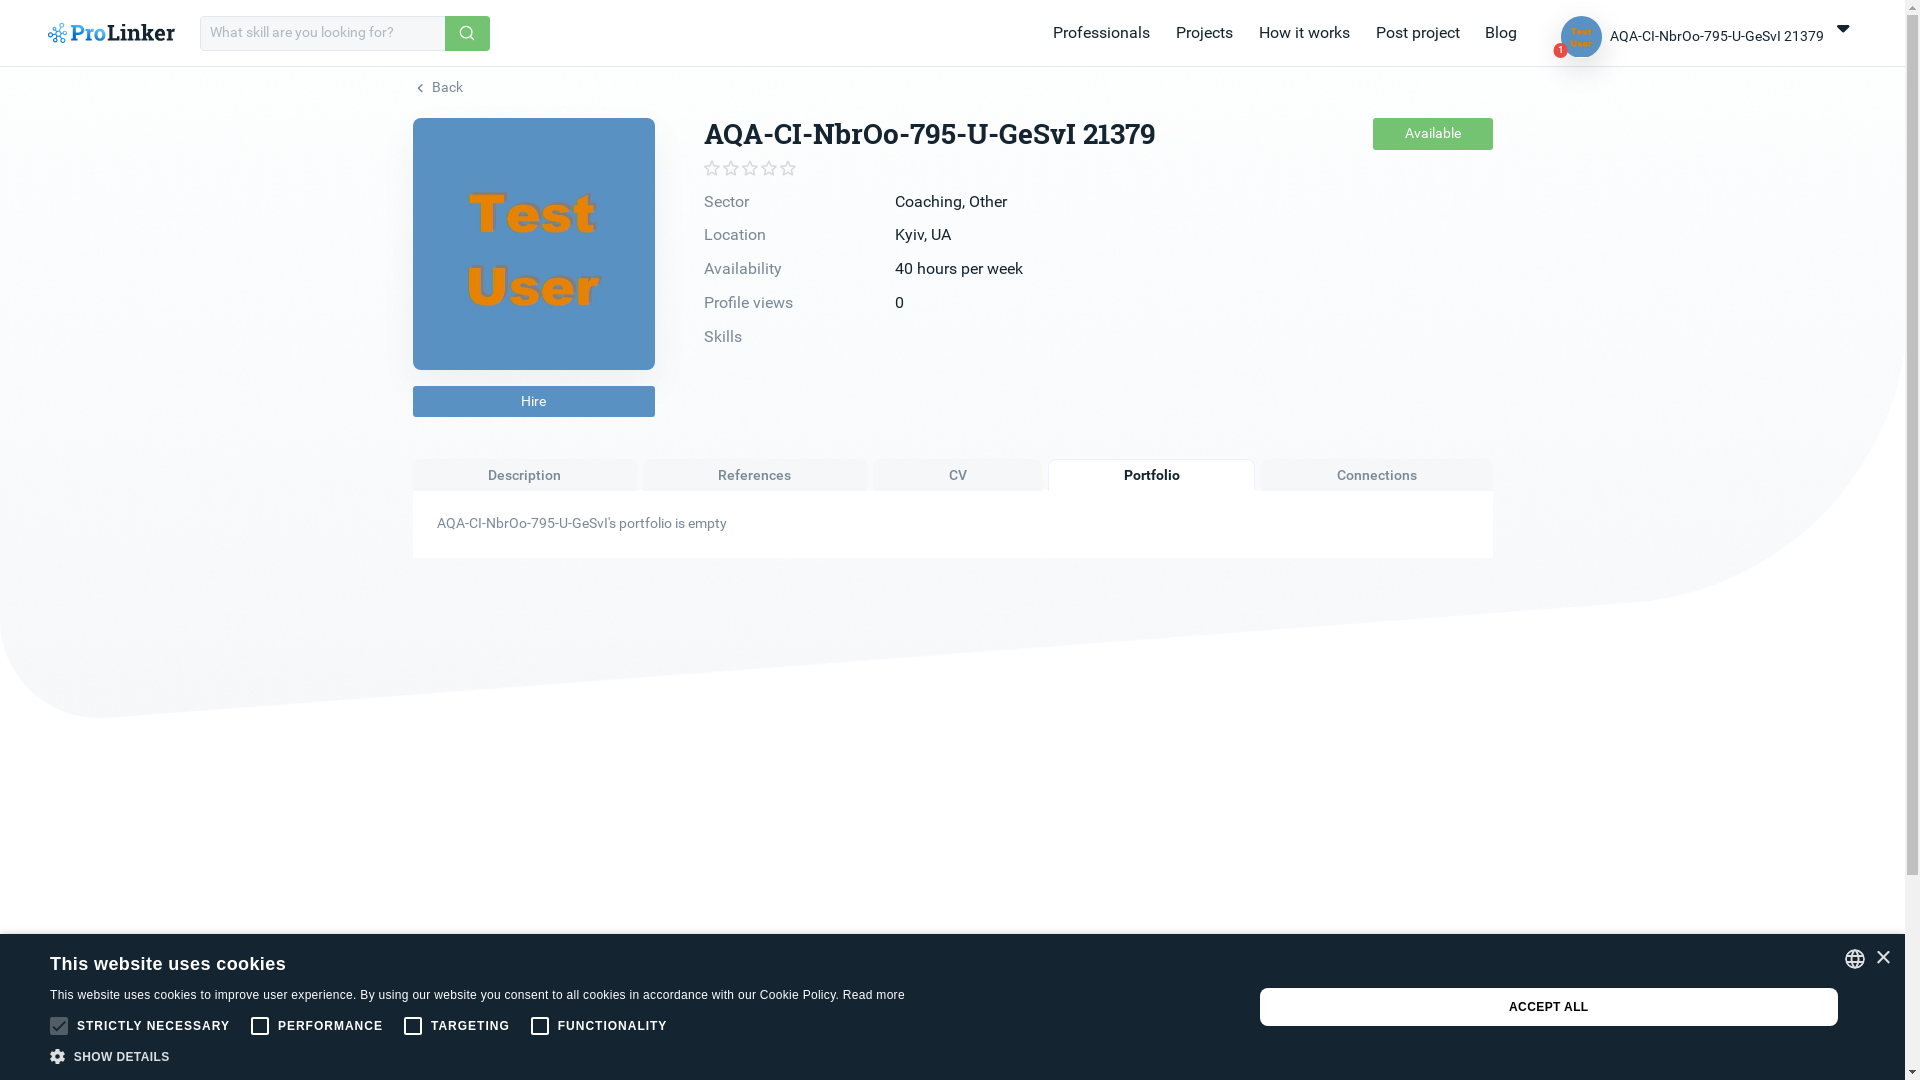 ProLinker
What skill are you looking for?
Professionals
Projects
How it works
Post project
Blog
Test
User
1
AQA-CI-NbrOo-795-U-GeSvI 21379
Back
Test
User
AQA-CI-NbrOo-795-U-GeSvI 21379
Available
Sector Coaching, Other
Location Kyiv, UA
Availability 40 hours per week
Profile views 0
Skills
Hire
Description
References
CV
Portfolio
Connections
AQA-CI-NbrOo-795-U-GeSvI's portfolio is empty
This website uses cookies
This website uses cookies to improve user experience. By using our website you consent to all cookies in accordance with our Cookie Policy. Read more
STRICTLY NECESSARY
PERFORMANCE
TARGETING
FUNCTIONALITY
SHOW DETAILS
ACCEPT ALL